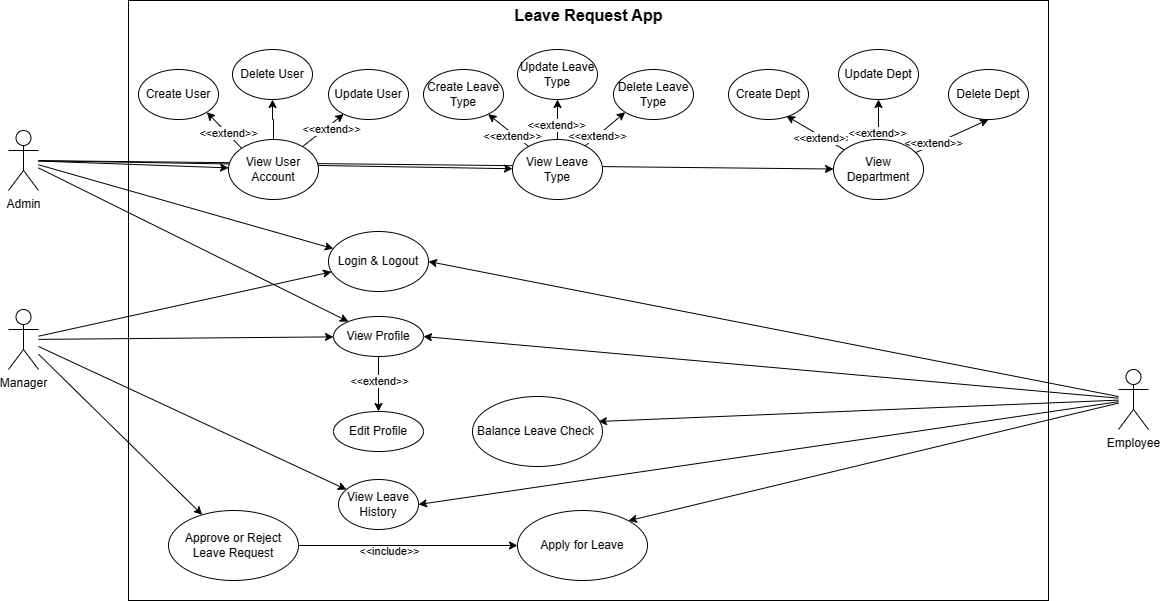 Leave Request App
Create User
Delete User
Update User
Create Leave
Type
Update Leave
Type
Delete Leave
Type
Create Dept
Update Dept
Delete Dept
<<extend>>
<<extend>>
<<extend>>
<<extend>>
<<extend>>
<<extend>>
<<extend>>
<<extend>>
View User
Account
View Leave
Type
View
Department
Admin
Login & Logout
View Profile
Manager
<<extend>>
Edit Profile
Balance Leave Check
Employee
View Leave
History
Approve or Reject
Leave Request
<<include>>
Apply for Leave